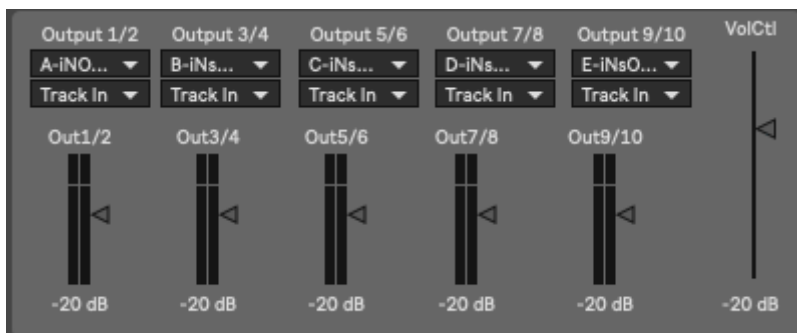 Output 1/2 Output 3/4 Output 5/6 Output 7/8 Output 9/10 VolCtl
A-iNO... B-iNs... C-iNs... D-iNs... E-iNsO...
Track In Track In Track In Track In Track In
Out1/2 Out3/4 Out5/6 Out7/8 Out9/10
-20 dB -20 dB -20 dB -20 dB -20 dB -20 dB